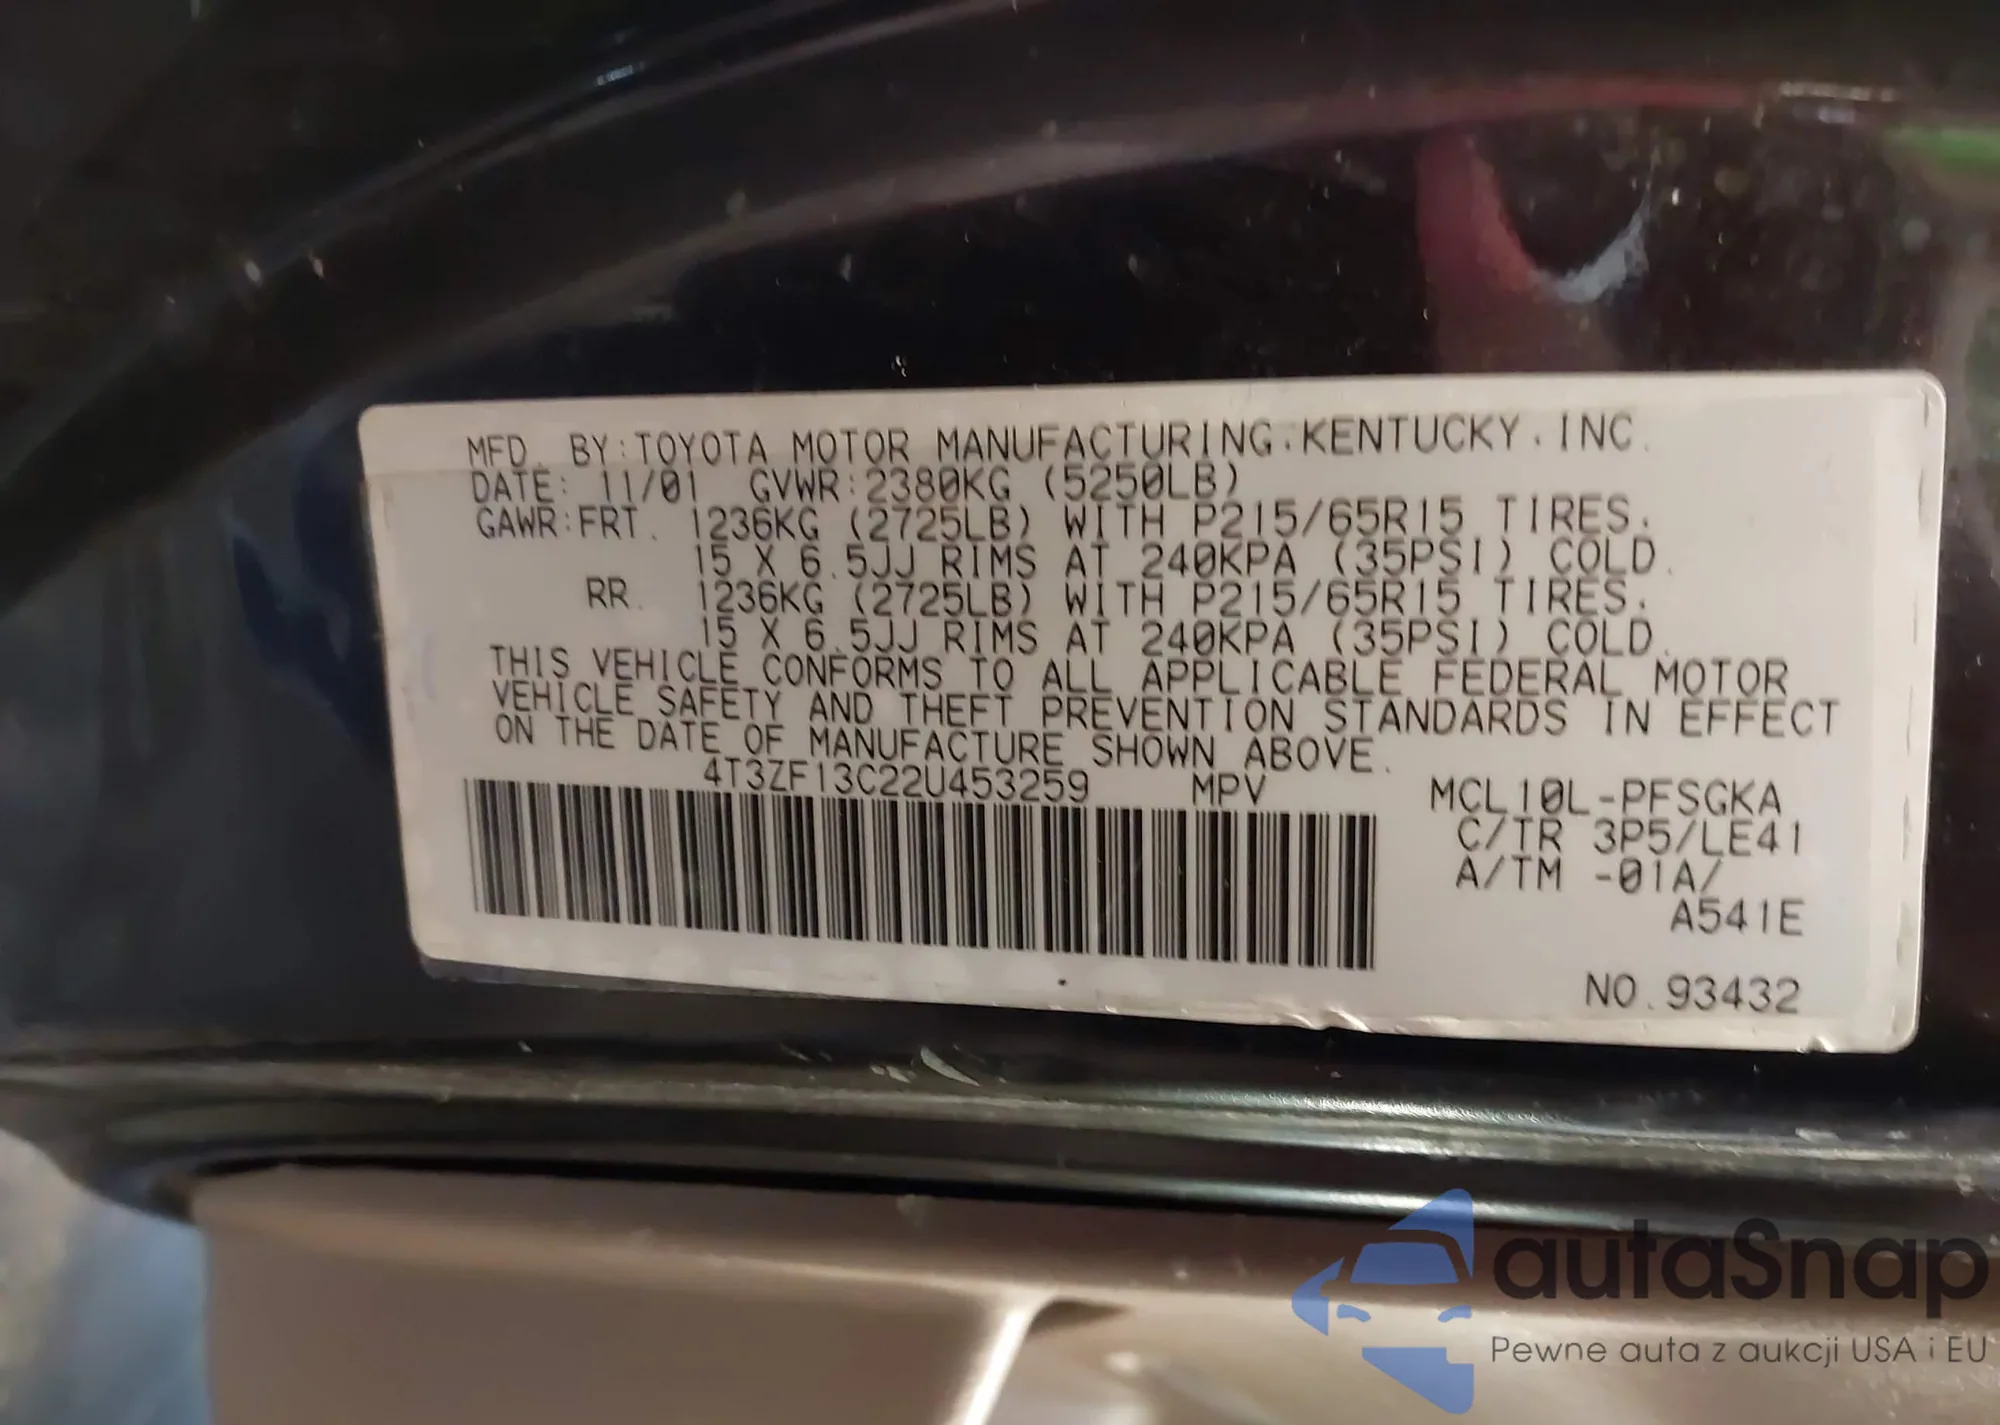 MFD. BY:TOYOTA MOTOR MANUFACTURING.KENTUCKY.INC.
DATE: 11/01 GVWR:2380KG (5250LB)
GAWR:FRT. 1236KG (2725LB) WITH P215/65R15 TIRES.
15 X 6.5JJ RIMS AT 240KPA (35PSI) COLD.
RR. 1236KG (2725LB) WITH P215/65R15 TIRES.
15 X 6.5JJ RIMS AT 240KPA (35PSI) COLD.
THIS VEHICLE CONFORMS TO ALL APPLICABLE FEDERAL MOTOR
VEHICLE SAFETY AND THEFT PREVENTION STANDARDS IN EFFECT
ON THE DATE OF MANUFACTURE SHOWN ABOVE.
4T3ZF13C22U453259 MPV
MCL10L-PFSGKA
C/TR 3P5/LE41
A/TM -01A/
A541E
NO.93432
autaSnap
Pewne auta z aukcji USA i EU